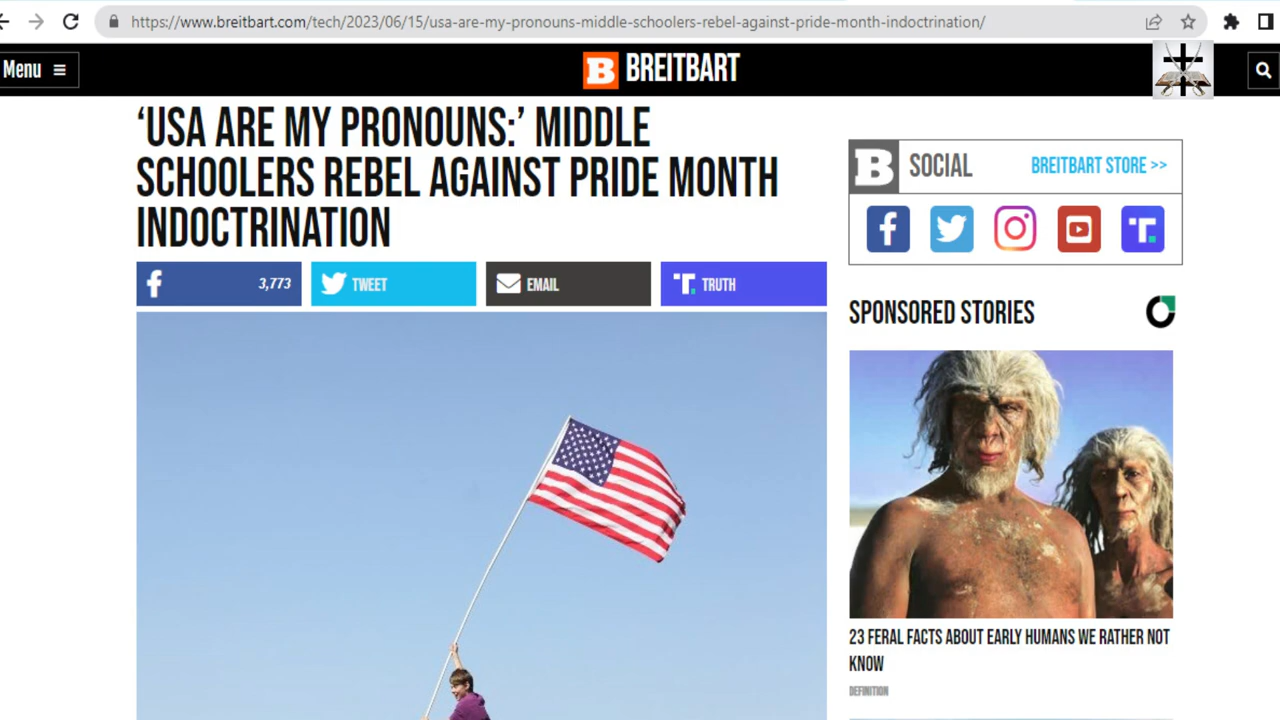 https://www.breitbart.com/tech/2023/06/15/usa-are-my-pronouns-middle-schoolers-rebel-against-pride-month-indoctrination/
Menu
B BREITBART
‘USA ARE MY PRONOUNS:’ MIDDLE
SCHOOLERS REBEL AGAINST PRIDE MONTH
INDOCTRINATION
3,773
TWEET
EMAIL
T. TRUTH
B SOCIAL
BREITBART STORE >>
SPONSORED STORIES
23 FERAL FACTS ABOUT EARLY HUMANS WE RATHER NOT
KNOW
DEFINITION